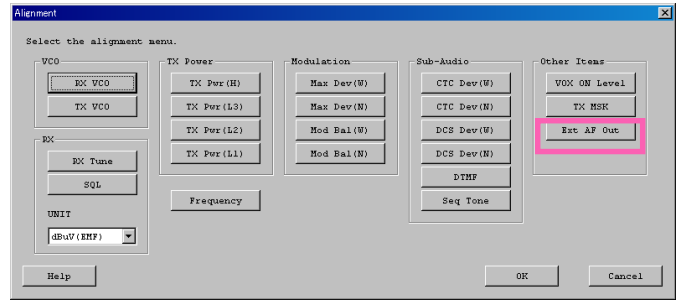 Alignment
Select the alignment menu.
VCO
RX VCO
TX VCO
RX
RX Tune
SQL
UNIT
dBuV(EMF)
TX Power
TX Pwr(H)
TX Pwr(L3)
TX Pwr(L2)
TX Pwr(L1)
Frequency
Modulation
Max Dev(W)
Max Dev(N)
Mod Bal(W)
Mod Bal(N)
Sub-Audio
CTC Dev(W)
CTC Dev(N)
DCS Dev(W)
DCS Dev(N)
DTMF
Seq Tone
Other Items
VOX ON Level
TX MSK
Ext AF Out
Help
OK
Cancel